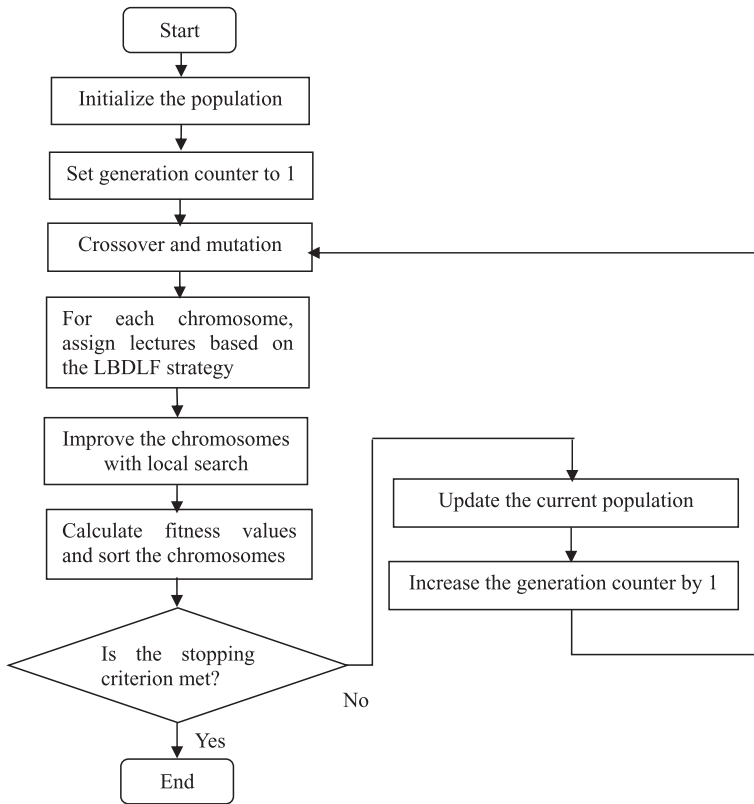 Start
Initialize the population
Set generation counter to 1
Crossover and mutation
For each chromosome,
assign lectures based on
the LBDLF strategy
Improve the chromosomes
with local search
Calculate fitness values
and sort the chromosomes
Is the stopping
criterion met?
No
Yes
End
Update the current population
Increase the generation counter by 1